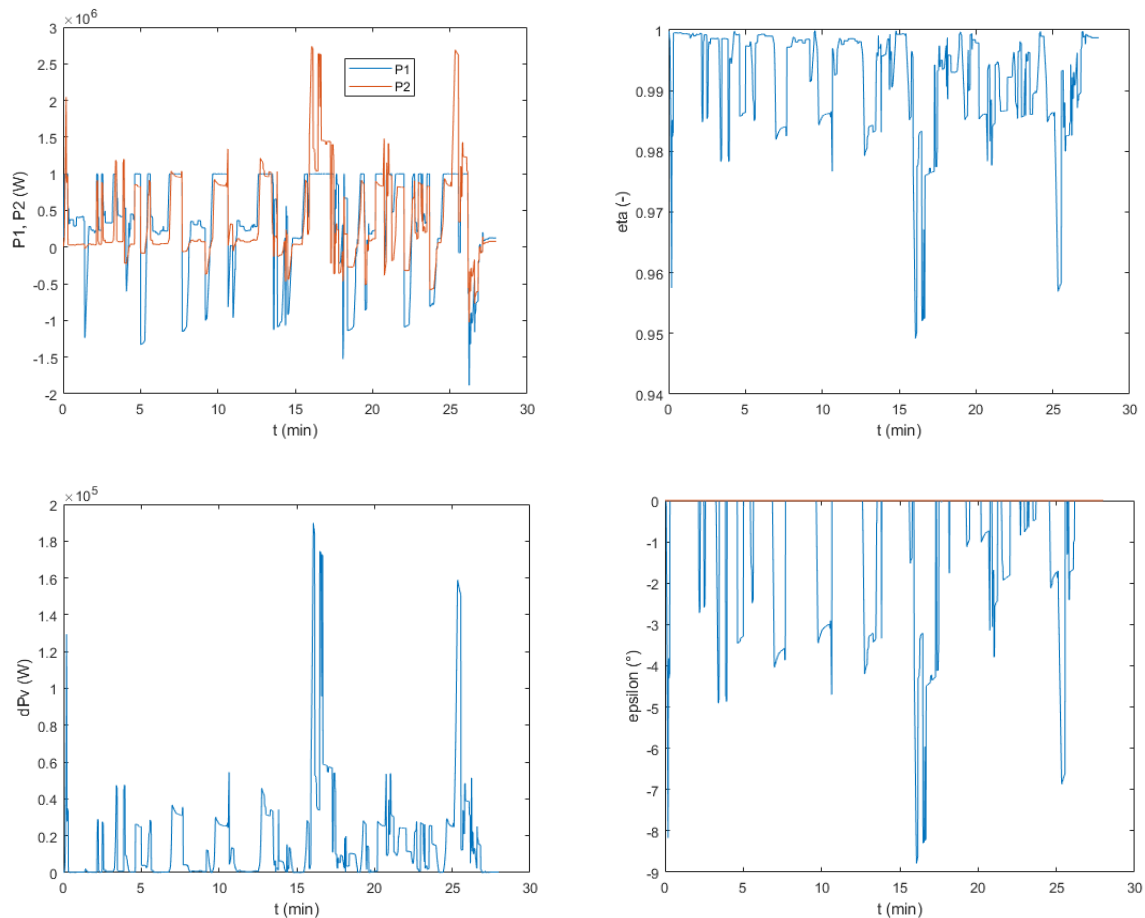 ×10⁶
3
2.5
2
1.5
1
0.5
0
-0.5
-1
-1.5
-2
P1, P2 (W)
P1
P2
0 5 10 15 20 25 30
t (min)
1
0.99
0.98
0.97
0.96
0.95
0.94
eta (-)
0 5 10 15 20 25 30
t (min)
×10⁵
2
1.8
1.6
1.4
1.2
1
0.8
0.6
0.4
0.2
0
dPv (W)
0 5 10 15 20 25 30
t (min)
0
-1
-2
-3
-4
-5
-6
-7
-8
-9
epsilon (°)
0 5 10 15 20 25 30
t (min)